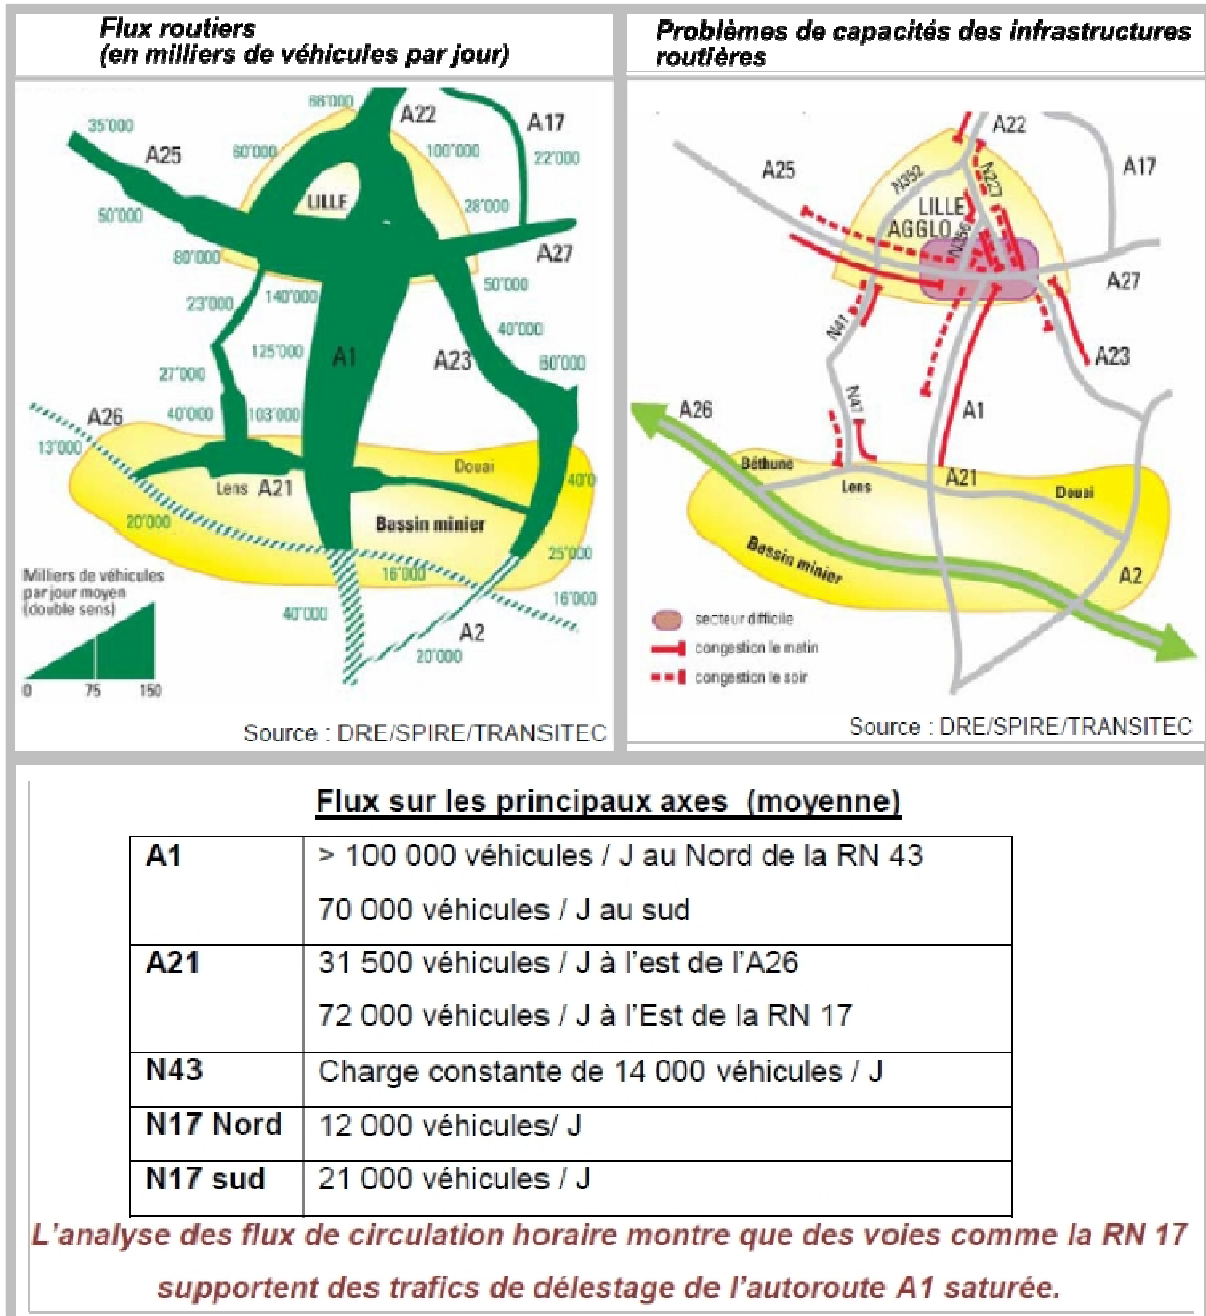 Flux routiers
(en milliers de véhicules par jour)
66'000
A22
A17
35'000
A25
60'000
100'000
22'000
50'000
LILLE
28'000
80'000
A27
23'000
140'000
50'000
125'000
A1
A23
40'000
60'000
27'000
A26
40'000
103'000
13'000
Douai
40'0
Lens
A21
20'000
Bassin minier
25'000
16'000
Milliers de véhicules
par jour moyen
(double sens)
40'000
16'000
A2
20'000
0
75
150
Source : DRE/SPIRE/TRANSITEC
Problèmes de capacités des infrastructures
routières
A22
A17
A25
N352
N227
LILLE
AGGLO
N356
A27
N41
A23
A26
N47
A1
Béthune
Lens
A21
Douai
Bassin minier
A2
secteur difficile
congestion le matin
congestion le soir
Source : DRE/SPIRE/TRANSITEC
Flux sur les principaux axes (moyenne)
A1
> 100 000 véhicules / J au Nord de la RN 43
70 000 véhicules / J au sud
A21
31 500 véhicules / J à l'est de l'A26
72 000 véhicules / J à l'Est de la RN 17
N43
Charge constante de 14 000 véhicules / J
N17 Nord
12 000 véhicules/ J
N17 sud
21 000 véhicules / J
L'analyse des flux de circulation horaire montre que des voies comme la RN 17
supportent des trafics de délestage de l'autoroute A1 saturée.